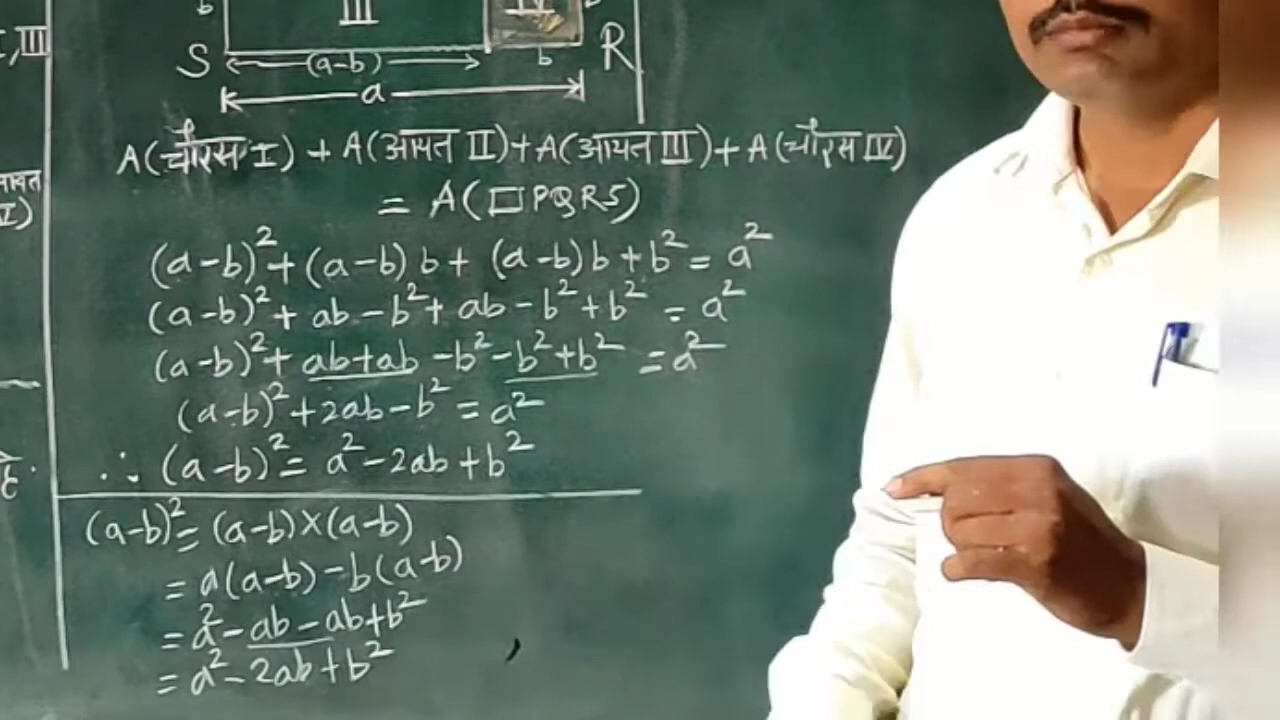 I, III
b III IV b
S (a-b) b R
a
A(चौरस I) + A(आयत II) + A(आयत III) + A(चौरस IV)
= A(□PQRS)
(a-b)² + (a-b) b + (a-b) b + b² = a²
(a-b)² + ab - b² + ab - b² + b² = a²
(a-b)² + ab + ab - b² - b² + b² = a²
(a-b)² + 2ab - b² = a²
∴ (a-b)² = a² - 2ab + b²
(a-b)² = (a-b) × (a-b)
= a(a-b) - b(a-b)
= a² - ab - ab + b²
= a² - 2ab + b²